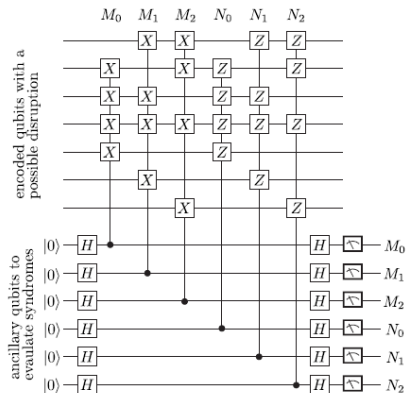 M₀ M₁ M₂ N₀ N₁ N₂
X X Z Z
X X Z Z
X X Z Z
X X X Z Z Z
X Z
X Z
X Z
encoded qubits with a
possible disruption
|0⟩ H H M₀
|0⟩ H H M₁
|0⟩ H H M₂
|0⟩ H H N₀
|0⟩ H H N₁
|0⟩ H H N₂
ancillary qubits to
evaulate syndromes